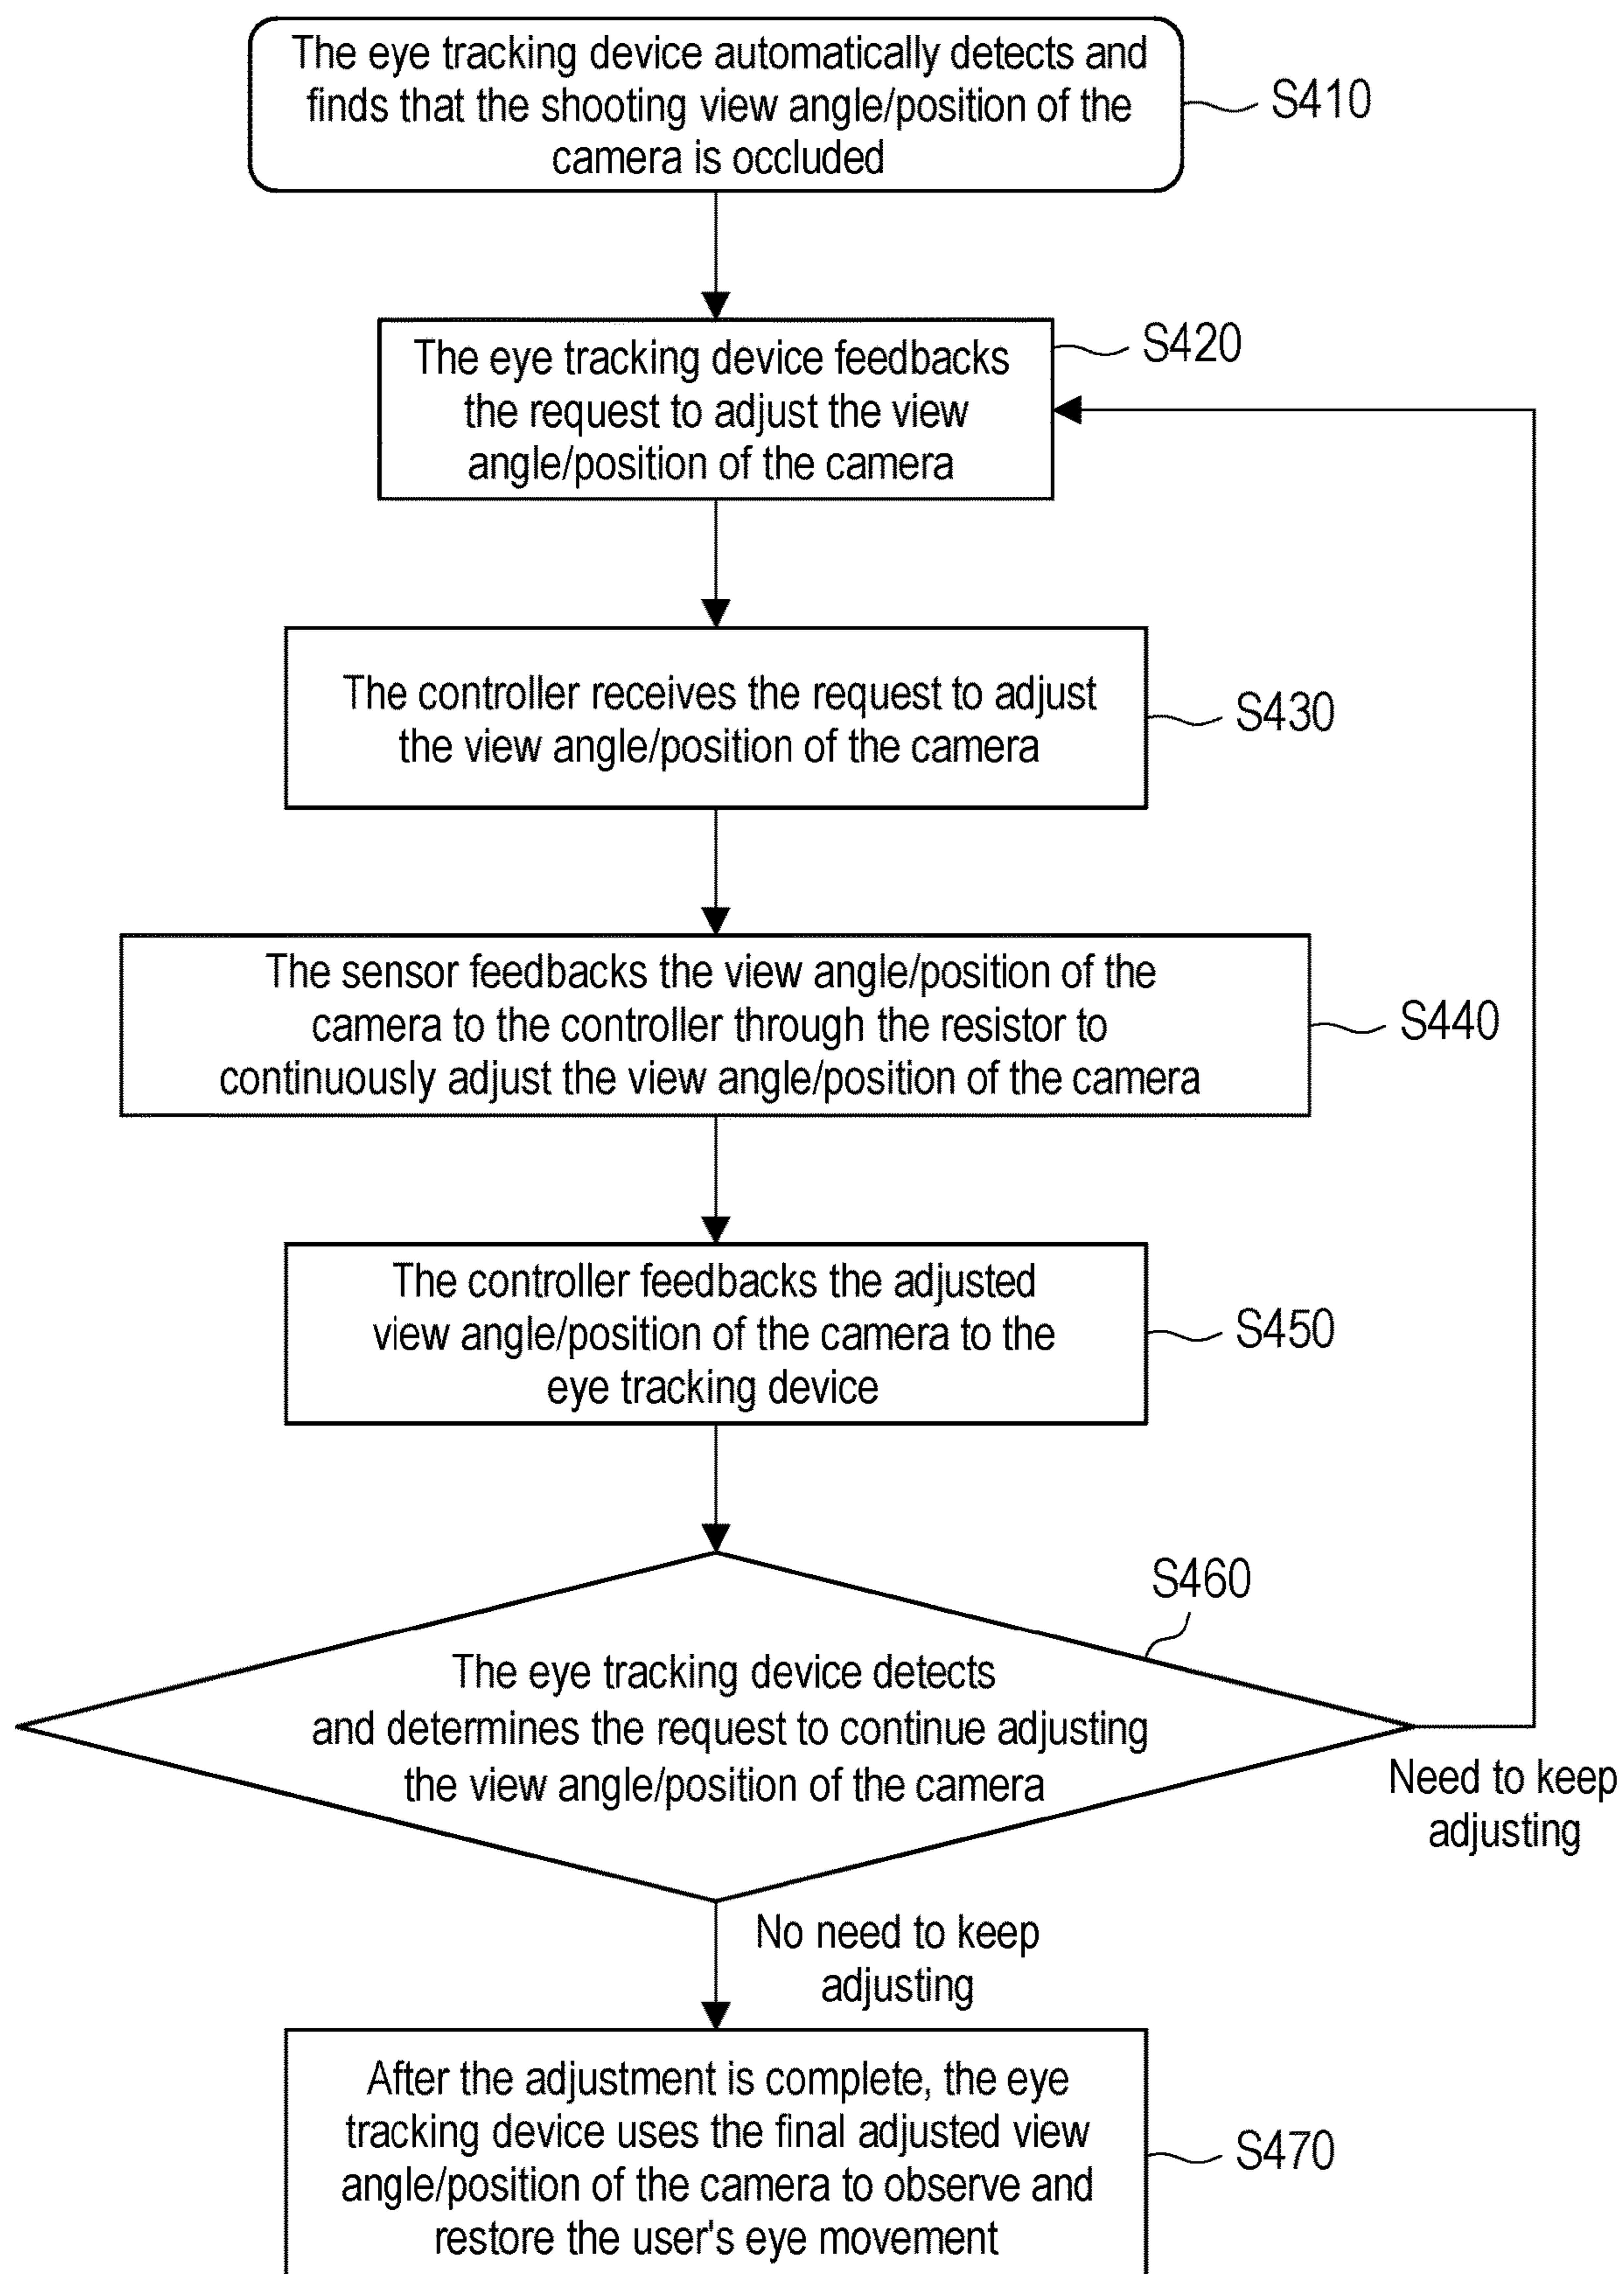 The eye tracking device automatically detects and
finds that the shooting view angle/position of the
camera is occluded
S410
The eye tracking device feedbacks
the request to adjust the view
angle/position of the camera
S420
The controller receives the request to adjust
the view angle/position of the camera
S430
The sensor feedbacks the view angle/position of the
camera to the controller through the resistor to
continuously adjust the view angle/position of the camera
S440
The controller feedbacks the adjusted
view angle/position of the camera to the
eye tracking device
S450
S460
The eye tracking device detects
and determines the request to continue adjusting
the view angle/position of the camera
Need to keep
adjusting
No need to keep
adjusting
After the adjustment is complete, the eye
tracking device uses the final adjusted view
angle/position of the camera to observe and
restore the user's eye movement
S470